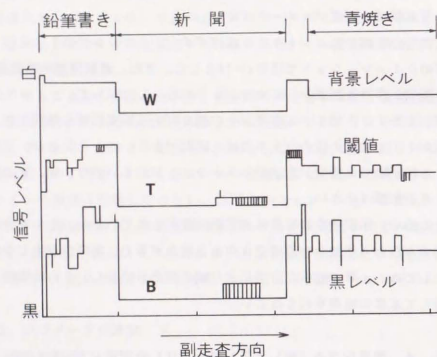 鉛筆書き 新聞 青焼き
白 W 背景レベル
閾値
T
信号レベル
B 黒レベル
黒
副走査方向